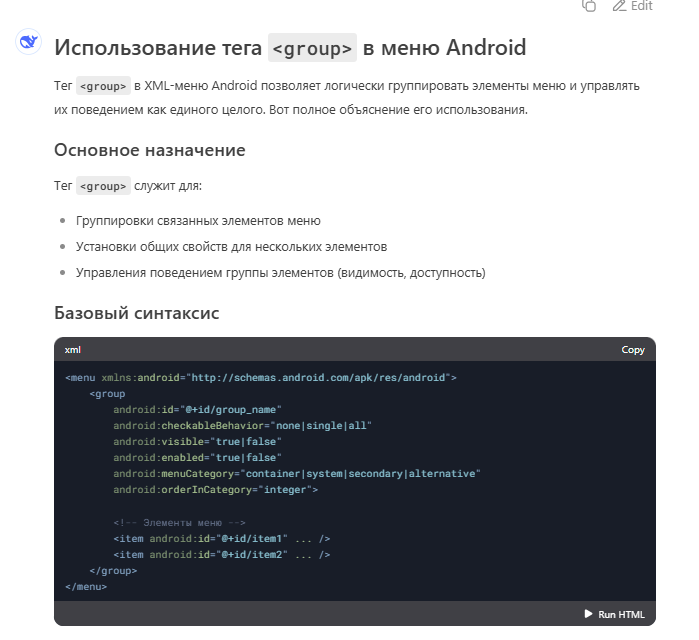 Edit
Использование тега <group> в меню Android
Тег <group> в XML-меню Android позволяет логически группировать элементы меню и управлять
их поведением как единого целого. Вот полное объяснение его использования.
Основное назначение
Тег <group> служит для:
Группировки связанных элементов меню
Установки общих свойств для нескольких элементов
Управления поведением группы элементов (видимость, доступность)
Базовый синтаксис
xml Copy
<menu xmlns:android="http://schemas.android.com/apk/res/android">
    <group
        android:id="@+id/group_name"
        android:checkableBehavior="none|single|all"
        android:visible="true|false"
        android:enabled="true|false"
        android:menuCategory="container|system|secondary|alternative"
        android:orderInCategory="integer">

        <!-- Элементы меню -->
        <item android:id="@+id/item1" ... />
        <item android:id="@+id/item2" ... />
    </group>
</menu>
Run HTML